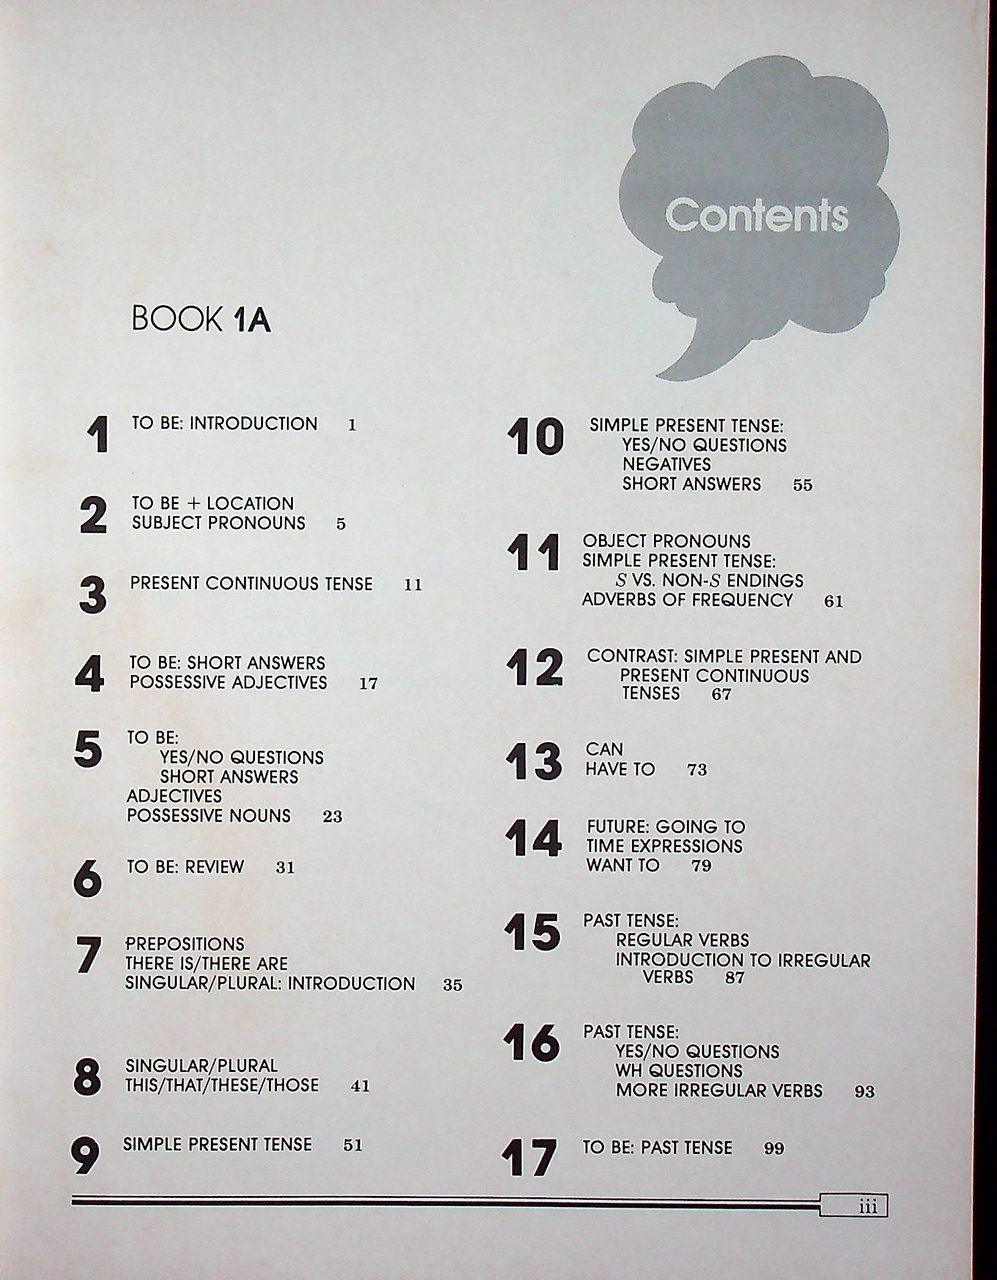 Contents
BOOK 1A
1 TO BE: INTRODUCTION 1
2 TO BE + LOCATION
SUBJECT PRONOUNS 5
3 PRESENT CONTINUOUS TENSE 11
4 TO BE: SHORT ANSWERS
POSSESSIVE ADJECTIVES 17
5 TO BE:
YES/NO QUESTIONS
SHORT ANSWERS
ADJECTIVES
POSSESSIVE NOUNS 23
6 TO BE: REVIEW 31
7 PREPOSITIONS
THERE IS/THERE ARE
SINGULAR/PLURAL: INTRODUCTION 35
8 SINGULAR/PLURAL
THIS/THAT/THESE/THOSE 41
9 SIMPLE PRESENT TENSE 51
10 SIMPLE PRESENT TENSE:
YES/NO QUESTIONS
NEGATIVES
SHORT ANSWERS 55
11 OBJECT PRONOUNS
SIMPLE PRESENT TENSE:
S VS. NON-S ENDINGS
ADVERBS OF FREQUENCY 61
12 CONTRAST: SIMPLE PRESENT AND
PRESENT CONTINUOUS
TENSES 67
13 CAN
HAVE TO 73
14 FUTURE: GOING TO
TIME EXPRESSIONS
WANT TO 79
15 PAST TENSE:
REGULAR VERBS
INTRODUCTION TO IRREGULAR
VERBS 87
16 PAST TENSE:
YES/NO QUESTIONS
WH QUESTIONS
MORE IRREGULAR VERBS 93
17 TO BE: PAST TENSE 99
iii